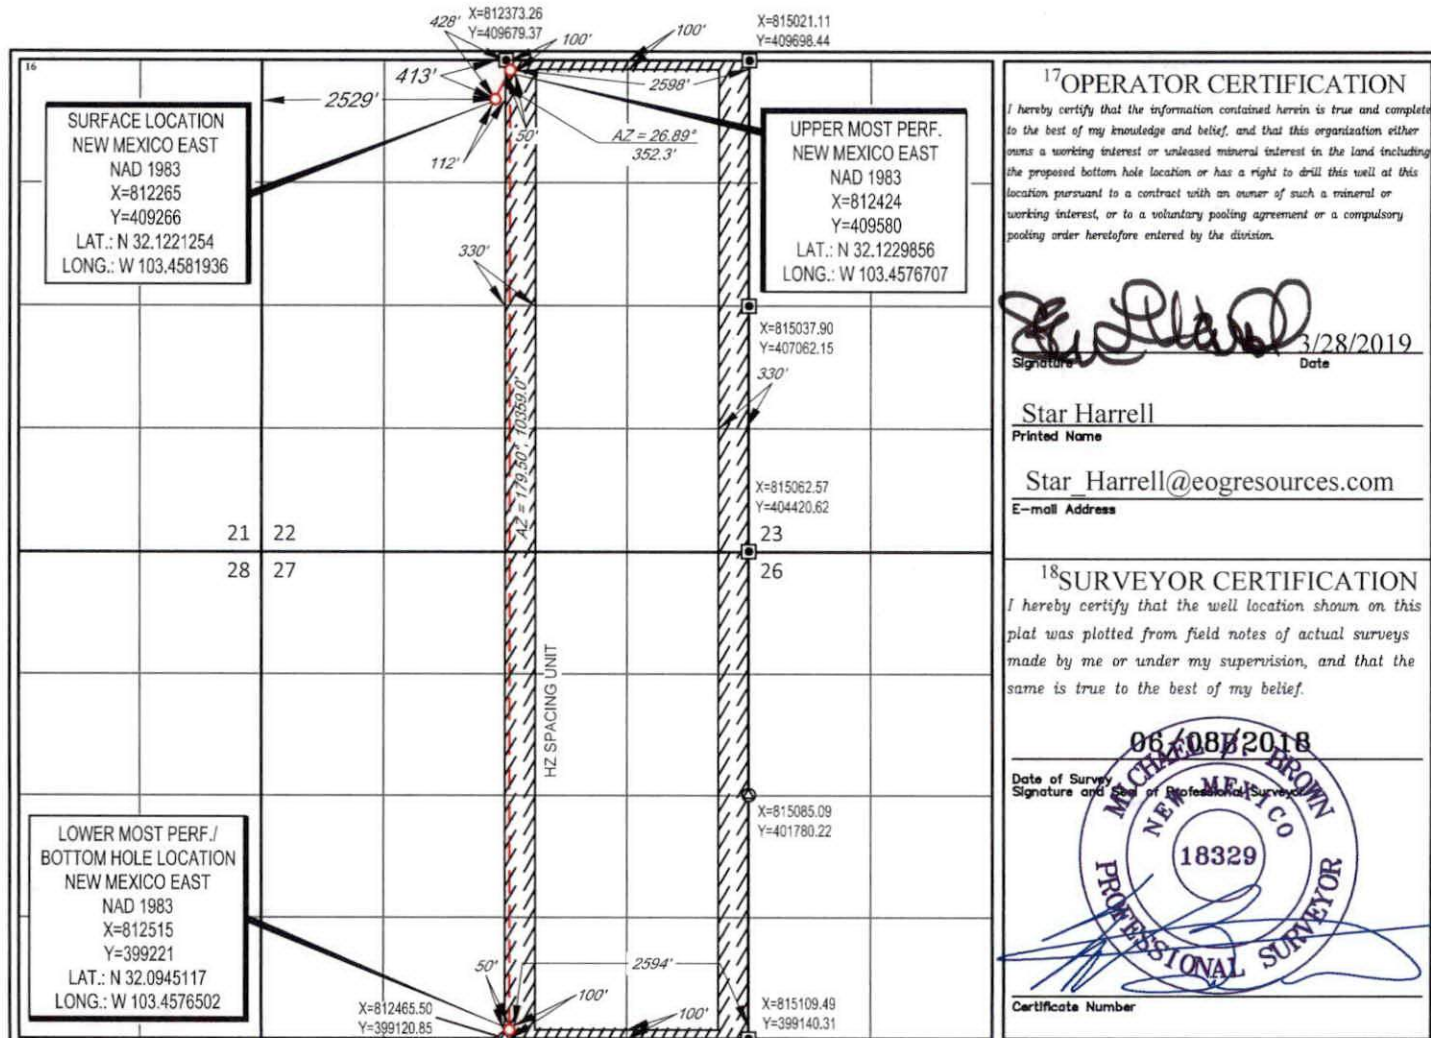 428'
X=812373.26
Y=409679.37
100'
100'
X=815021.11
Y=409698.44
16
413'
2529'
2598'
50'
AZ = 26.89°
352.3'
112'
SURFACE LOCATION
NEW MEXICO EAST
NAD 1983
X=812265
Y=409266
LAT.: N 32.1221254
LONG.: W 103.4581936
UPPER MOST PERF.
NEW MEXICO EAST
NAD 1983
X=812424
Y=409580
LAT.: N 32.1229856
LONG.: W 103.4576707
330'
X=815037.90
Y=407062.15
330'
AZ = 179.50°, 10359.0'
X=815062.57
Y=404420.62
21 22
23
28 27
26
HZ SPACING UNIT
X=815085.09
Y=401780.22
LOWER MOST PERF./
BOTTOM HOLE LOCATION
NEW MEXICO EAST
NAD 1983
X=812515
Y=399221
LAT.: N 32.0945117
LONG.: W 103.4576502
50'
2594'
X=812465.50
Y=399120.85
100'
100'
X=815109.49
Y=399140.31
17 OPERATOR CERTIFICATION
I hereby certify that the information contained herein is true and complete
to the best of my knowledge and belief, and that this organization either
owns a working interest or unleased mineral interest in the land including
the proposed bottom hole location or has a right to drill this well at this
location pursuant to a contract with an owner of such a mineral or
working interest, or to a voluntary pooling agreement or a compulsory
pooling order heretofore entered by the division.
3/28/2019
Signature Date
Star Harrell
Printed Name
Star_Harrell@eogresources.com
E-mail Address
18 SURVEYOR CERTIFICATION
I hereby certify that the well location shown on this
plat was plotted from field notes of actual surveys
made by me or under my supervision, and that the
same is true to the best of my belief.
06/08/2018
Date of Survey
Signature and Seal of Professional Surveyor
MICHAEL B. BROWN
NEW MEXICO
18329
PROFESSIONAL SURVEYOR
Certificate Number